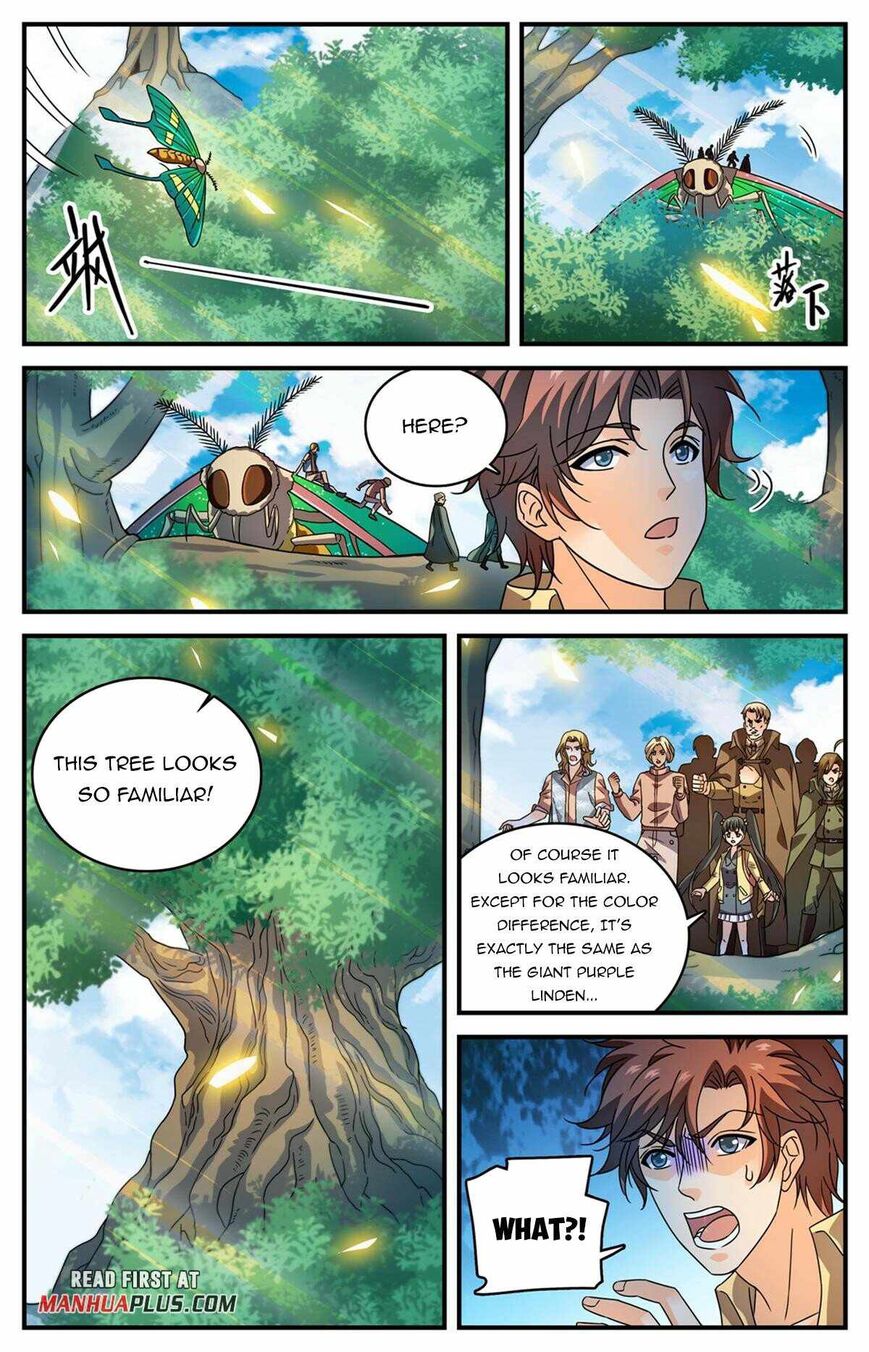 落下
HERE?
THIS TREE LOOKS
SO FAMILIAR!
OF COURSE IT
LOOKS FAMILIAR.
EXCEPT FOR THE COLOR
DIFFERENCE, IT'S
EXACTLY THE SAME AS
THE GIANT PURPLE
LINDEN...
WHAT?!
READ FIRST AT
MANHUAPLUS.COM